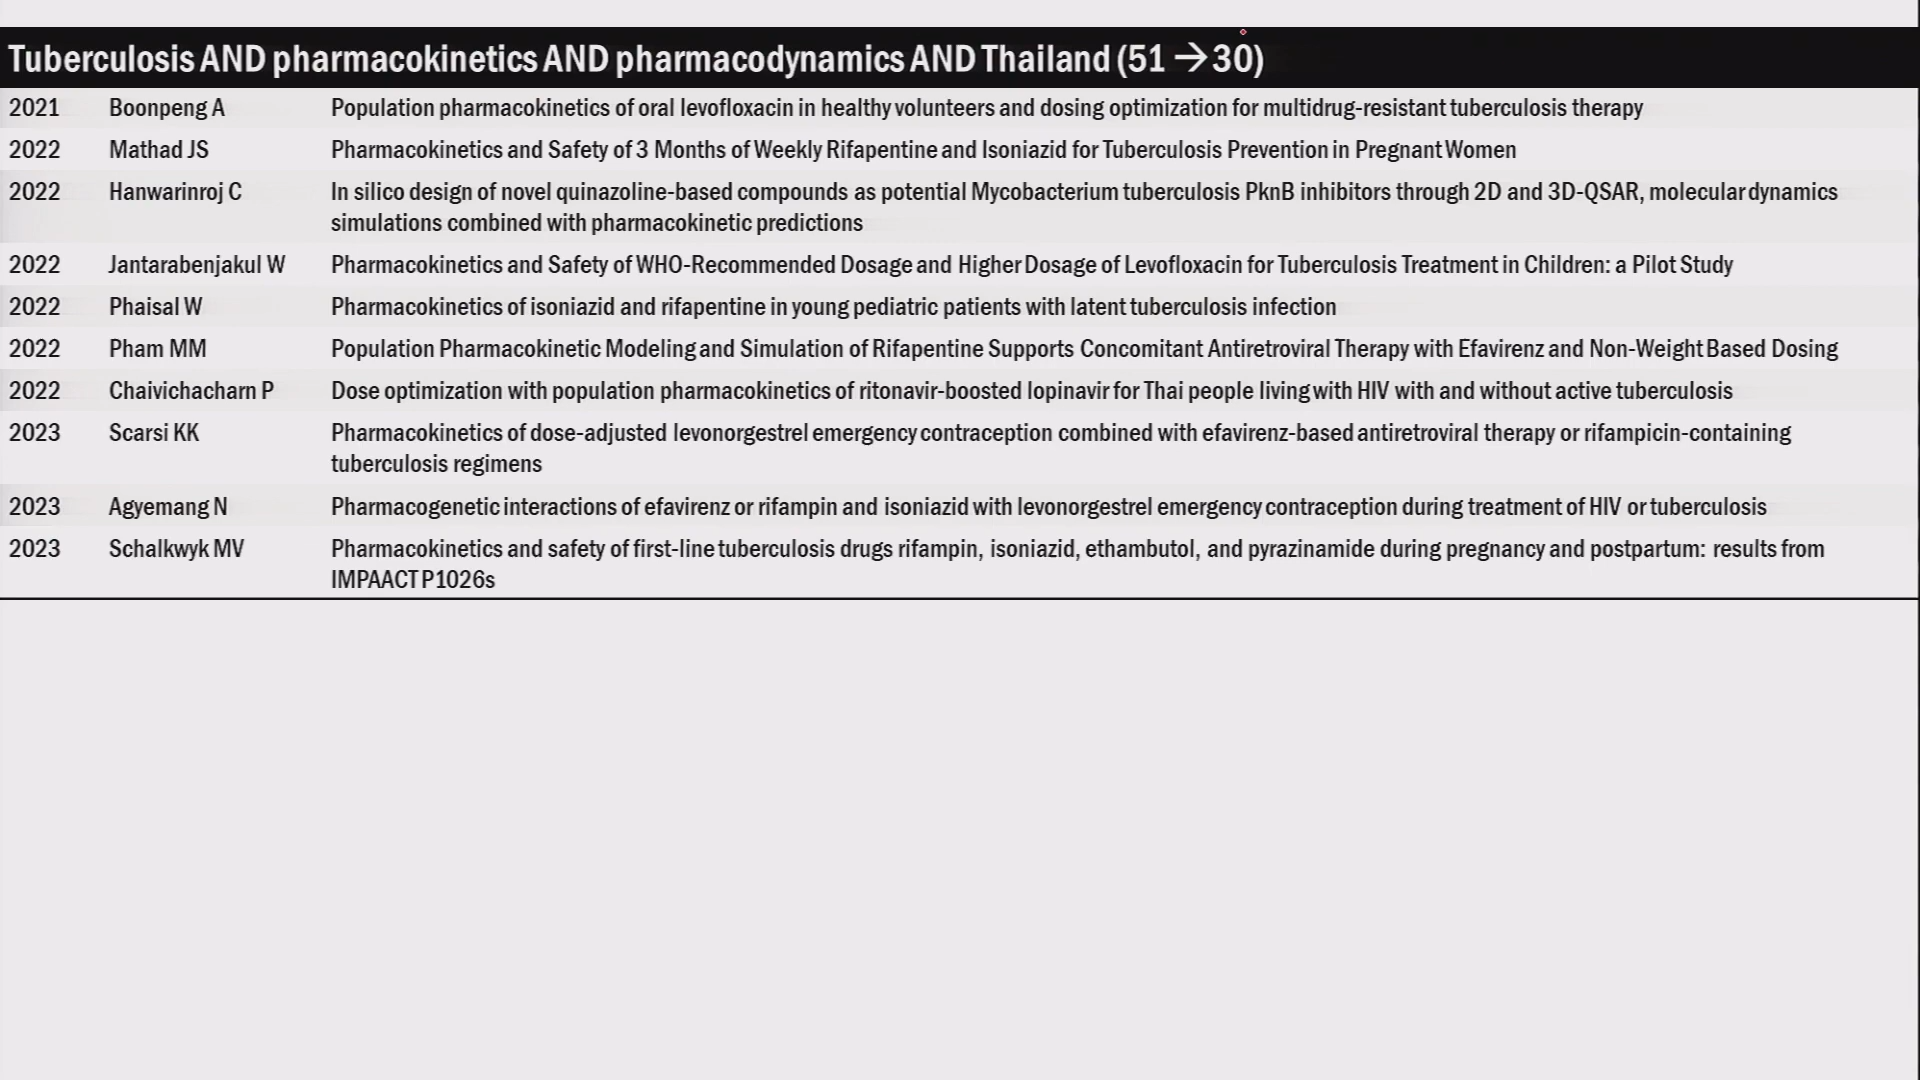 Tuberculosis AND pharmacokinetics AND pharmacodynamics AND Thailand (51 →30)
2021 Boonpeng A Population pharmacokinetics of oral levofloxacin in healthy volunteers and dosing optimization for multidrug-resistant tuberculosis therapy
2022 Mathad JS Pharmacokinetics and Safety of 3 Months of Weekly Rifapentine and Isoniazid for Tuberculosis Prevention in Pregnant Women
2022 Hanwarinroj C In silico design of novel quinazoline-based compounds as potential Mycobacterium tuberculosis PknB inhibitors through 2D and 3D-QSAR, molecular dynamics
simulations combined with pharmacokinetic predictions
2022 Jantarabenjakul W Pharmacokinetics and Safety of WHO-Recommended Dosage and Higher Dosage of Levofloxacin for Tuberculosis Treatment in Children: a Pilot Study
2022 Phaisal W Pharmacokinetics of isoniazid and rifapentine in young pediatric patients with latent tuberculosis infection
2022 Pham MM Population Pharmacokinetic Modeling and Simulation of Rifapentine Supports Concomitant Antiretroviral Therapy with Efavirenz and Non-Weight Based Dosing
2022 Chaivichacharn P Dose optimization with population pharmacokinetics of ritonavir-boosted lopinavir for Thai people living with HIV with and without active tuberculosis
2023 Scarsi KK Pharmacokinetics of dose-adjusted levonorgestrel emergency contraception combined with efavirenz-based antiretroviral therapy or rifampicin-containing
tuberculosis regimens
2023 Agyemang N Pharmacogenetic interactions of efavirenz or rifampin and isoniazid with levonorgestrel emergency contraception during treatment of HIV or tuberculosis
2023 Schalkwyk MV Pharmacokinetics and safety of first-line tuberculosis drugs rifampin, isoniazid, ethambutol, and pyrazinamide during pregnancy and postpartum: results from
IMPAACT P1026s